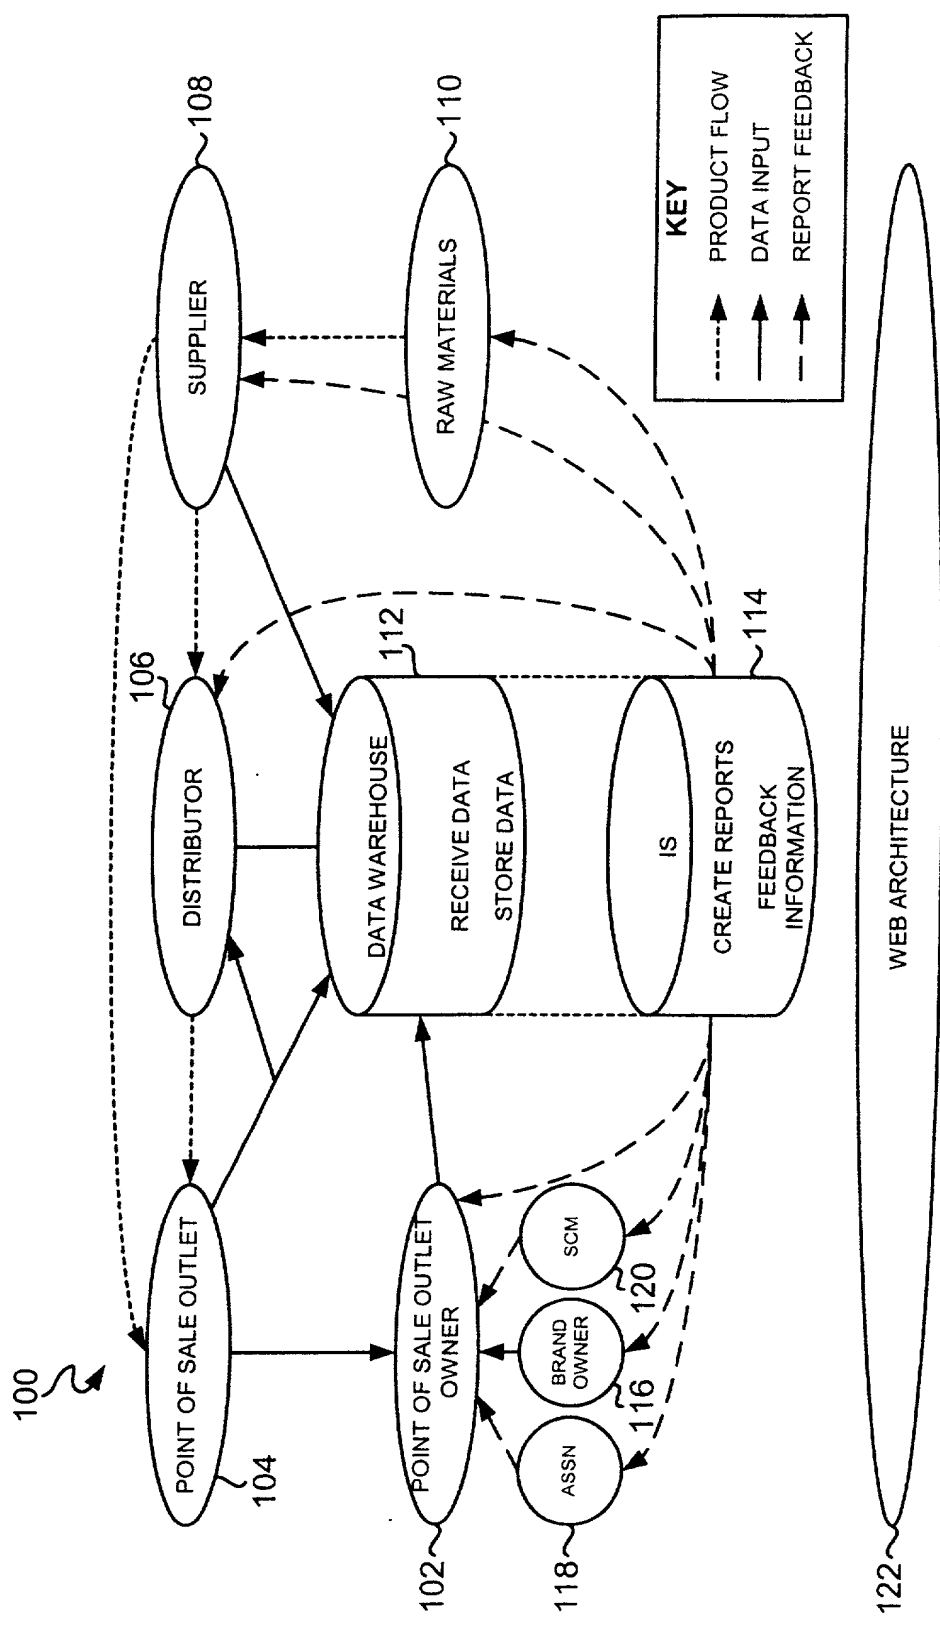 100
POINT OF SALE OUTLET
104
DISTRIBUTOR
106
SUPPLIER
108
POINT OF SALE OUTLET
OWNER
102
DATA WAREHOUSE
RECEIVE DATA
STORE DATA
112
RAW MATERIALS
110
ASSN
118
BRAND
OWNER
116
SCM
120
IS
CREATE REPORTS
FEEDBACK
INFORMATION
114
KEY
PRODUCT FLOW
DATA INPUT
REPORT FEEDBACK
WEB ARCHITECTURE
122